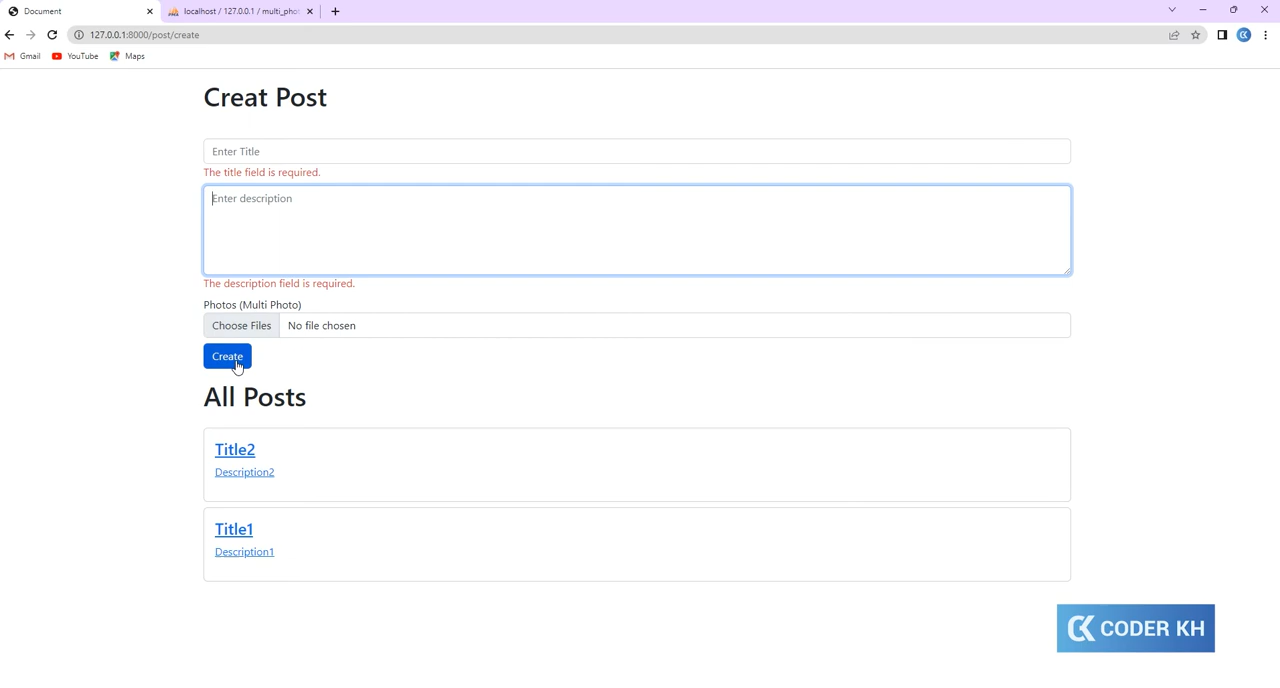 Document
localhost / 127.0.0.1 / multi_pho
127.0.0.1:8000/post/create
Gmail
YouTube
Maps
Creat Post
Enter Title
The title field is required.
Enter description
The description field is required.
Photos (Multi Photo)
Choose Files No file chosen
Create
All Posts
Title2
Description2
Title1
Description1
CODER KH